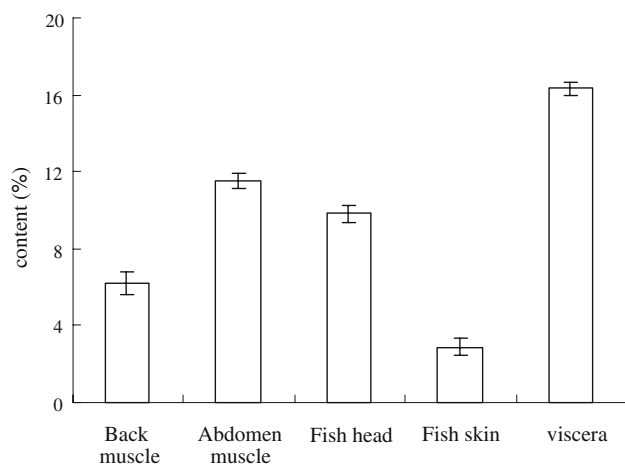 20
16
12
8
4
0
content (%)
Back
muscle
Abdomen
muscle
Fish head
Fish skin
viscera